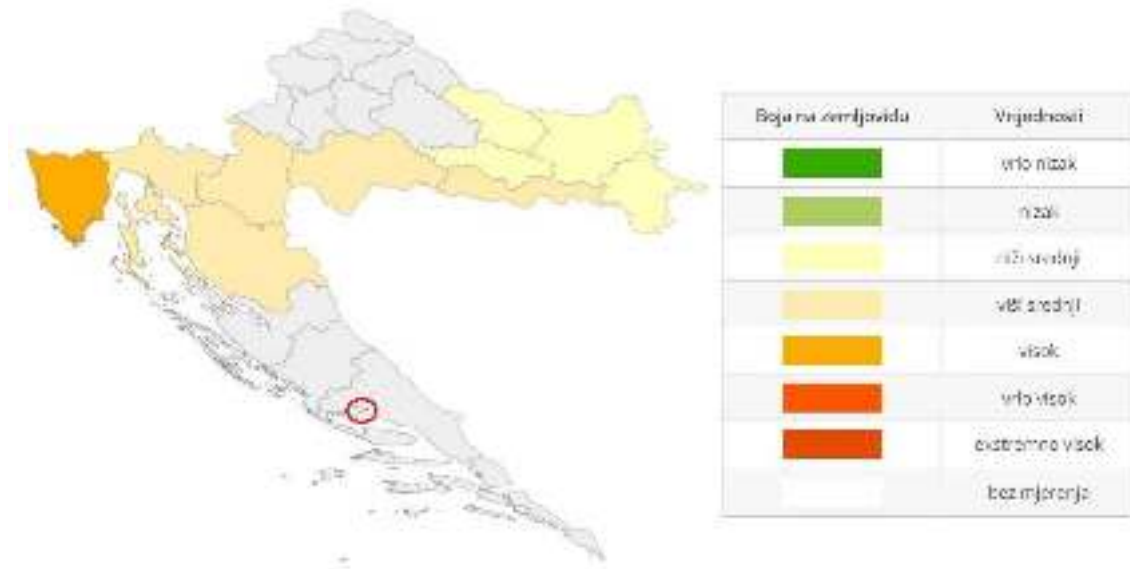 Boja na zemljovidu Vrijednosti
vrlo nizak
nizak
niži srednji
viši srednji
visok
vrlo visok
ekstremno visok
bez mjerenja